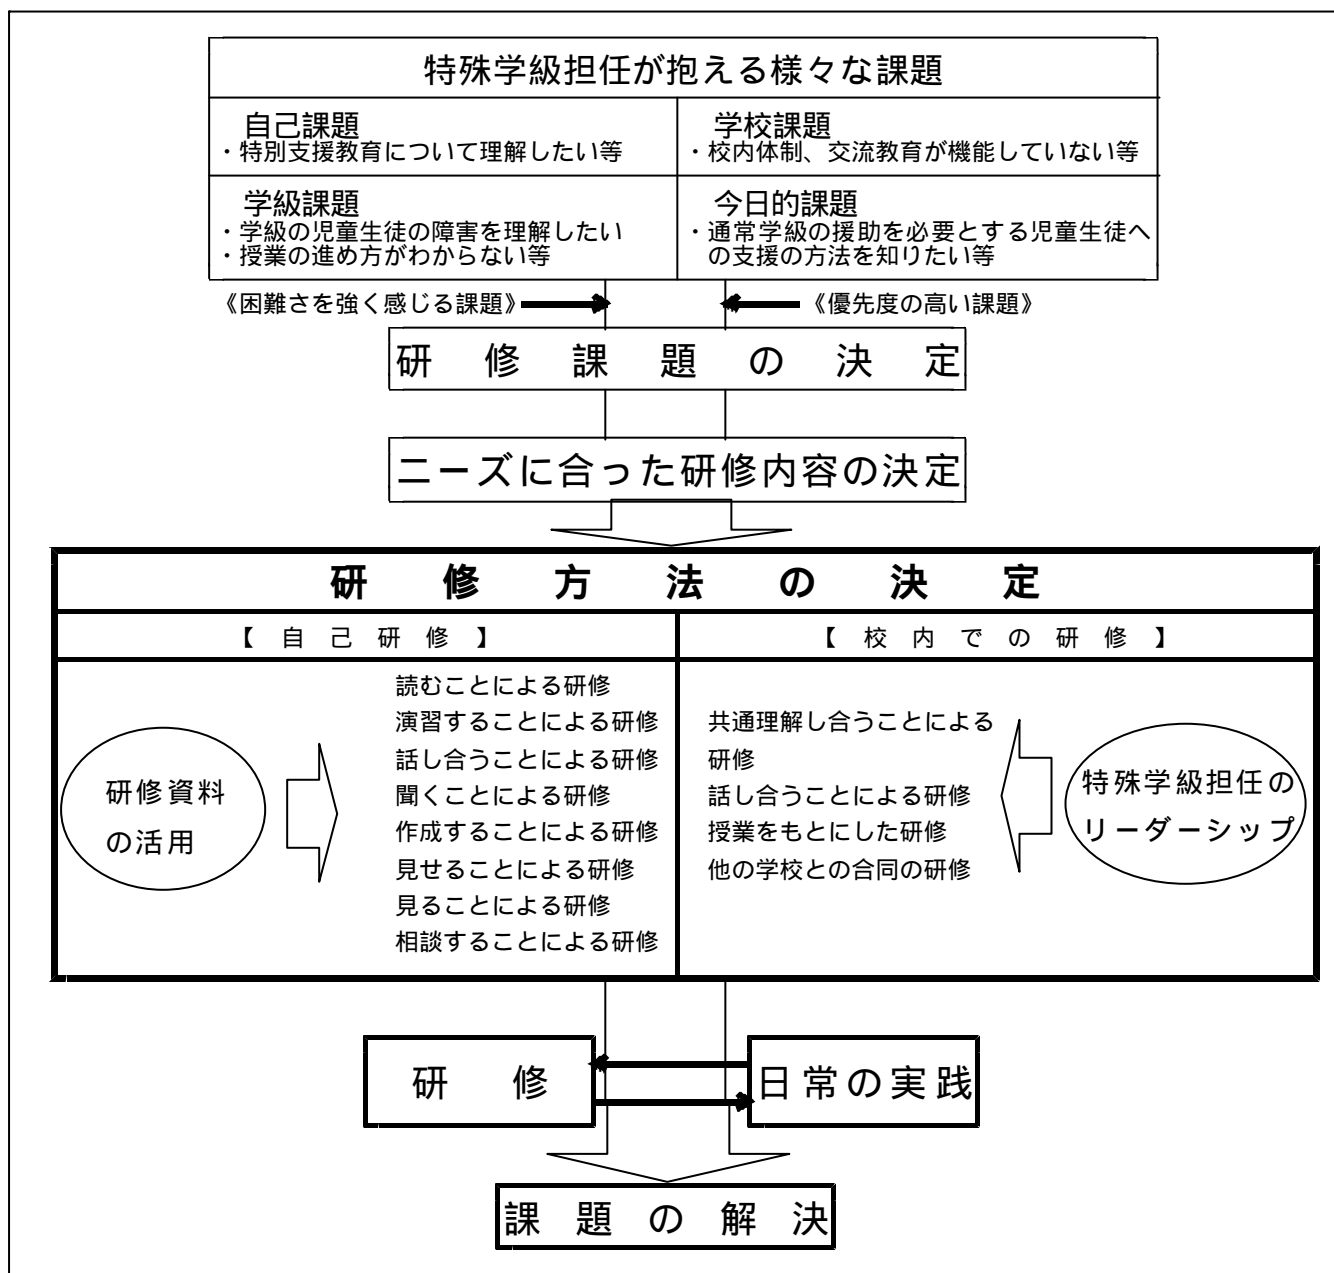 特殊学級担任が抱える様々な課題
自己課題
・特別支援教育について理解したい等
学校課題
・校内体制、交流教育が機能していない等
学級課題
・学級の児童生徒の障害を理解したい
・授業の進め方がわからない等
今日的課題
・通常学級の援助を必要とする児童生徒へ
の支援の方法を知りたい等
《困難さを強く感じる課題》
《優先度の高い課題》
研修課題の決定
ニーズに合った研修内容の決定
研修方法の決定
【自己研修】
【校内での研修】
研修資料
の活用
読むことによる研修
演習することによる研修
話し合うことによる研修
聞くことによる研修
作成することによる研修
見せることによる研修
見ることによる研修
相談することによる研修
共通理解し合うことによる
研修
話し合うことによる研修
授業をもとにした研修
他の学校との合同の研修
特殊学級担任の
リーダーシップ
研修
日常の実践
課題の解決